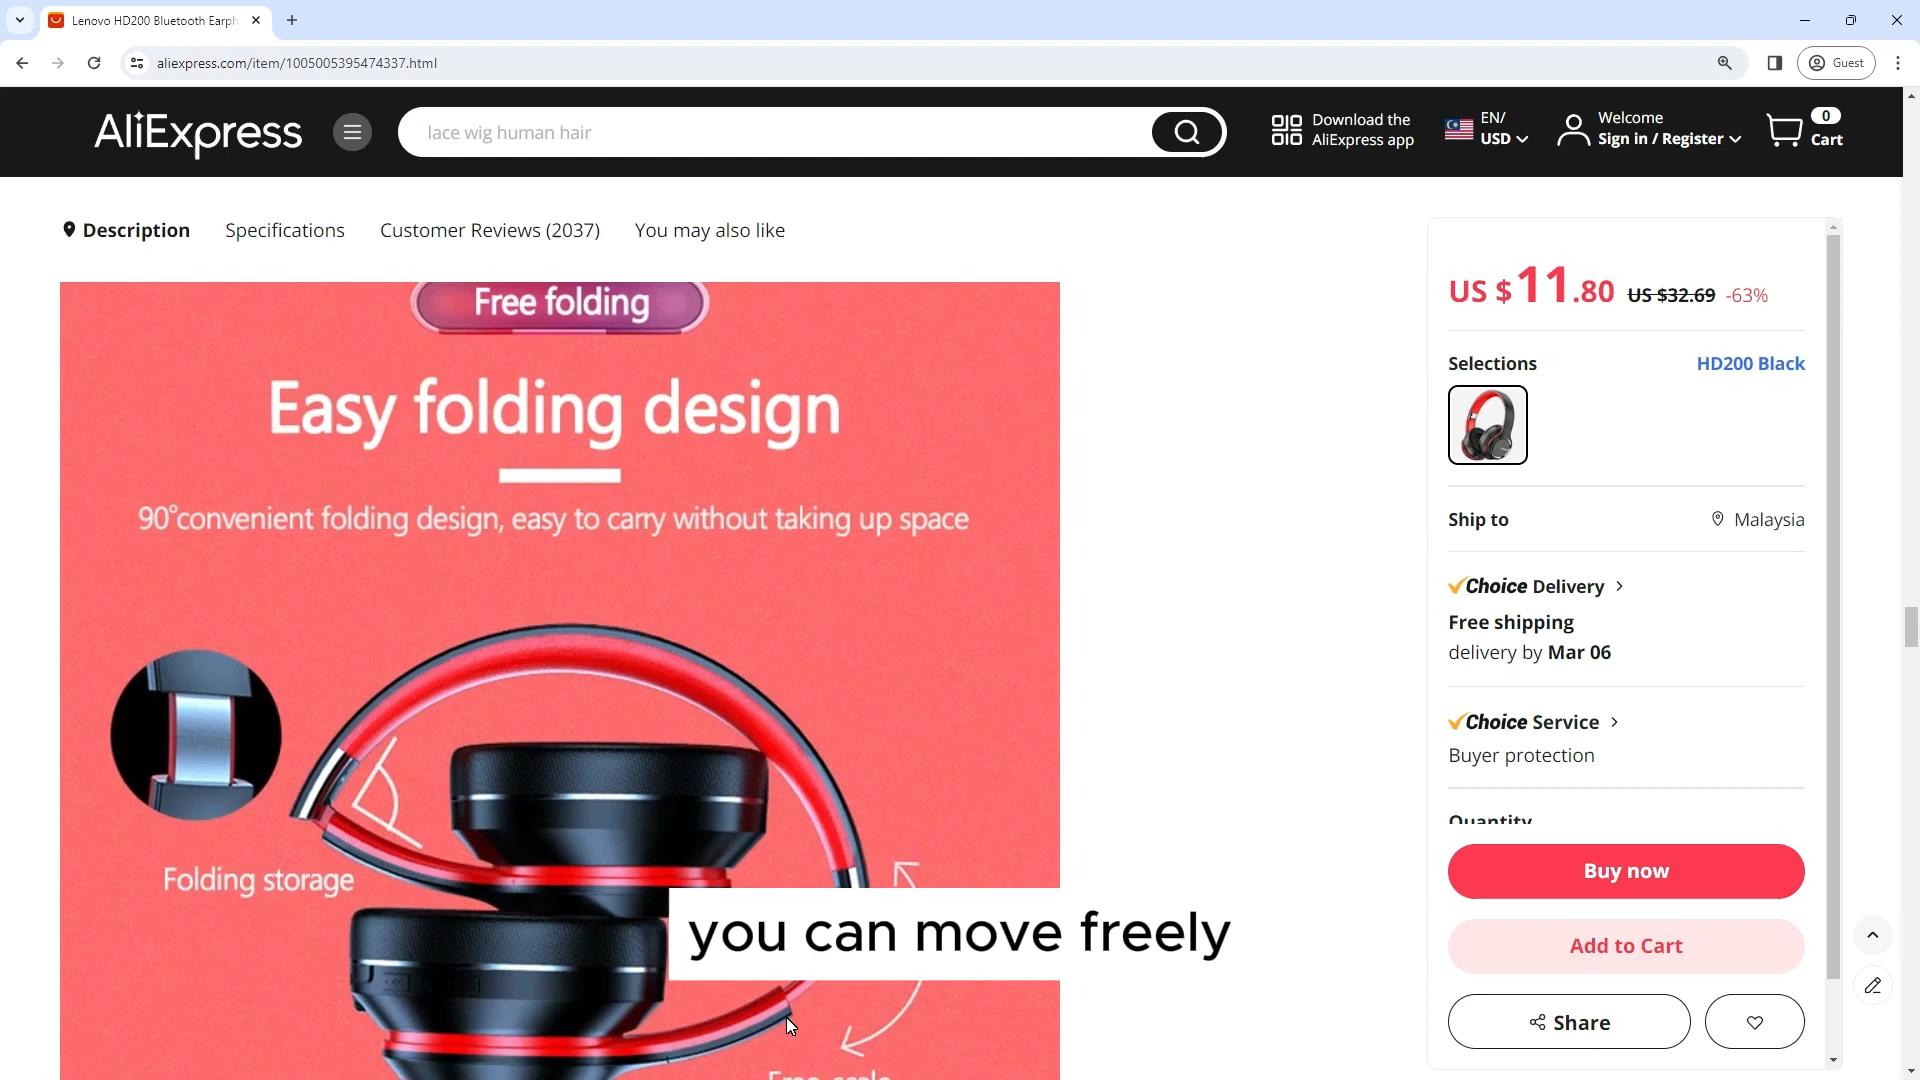 Lenovo HD200 Bluetooth Earph
aliexpress.com/item/1005005395474337.html
Guest
AliExpress
lace wig human hair
Download the
AliExpress app
EN/
USD
Welcome
Sign in / Register
0
Cart
Description
Specifications
Customer Reviews (2037)
You may also like
Free folding
Easy folding design
90°convenient folding design, easy to carry without taking up space
Folding storage
you can move freely
Free scale
US $11.80 US $32.69 -63%
Selections
HD200 Black
Ship to
Malaysia
Choice Delivery
Free shipping
delivery by Mar 06
Choice Service
Buyer protection
Quantity
Buy now
Add to Cart
Share